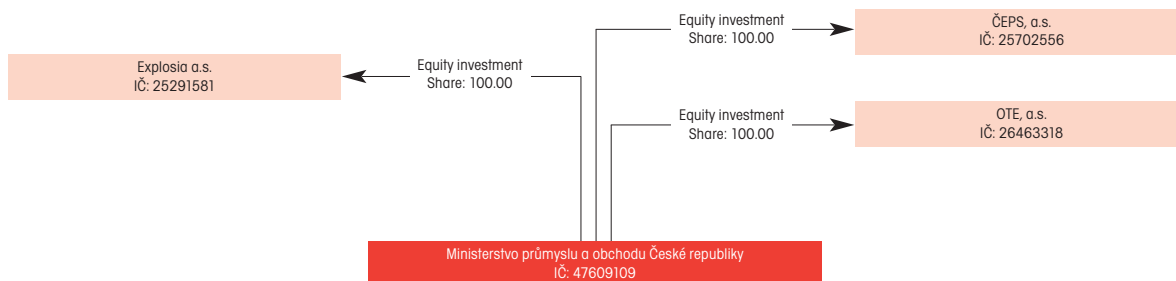 Equity investment
Share: 100.00
ČEPS, a.s.
IČ: 25702556
Explosia a.s.
IČ: 25291581
Equity investment
Share: 100.00
Equity investment
Share: 100.00
OTE, a.s.
IČ: 26463318
Ministerstvo průmyslu a obchodu České republiky
IČ: 47609109